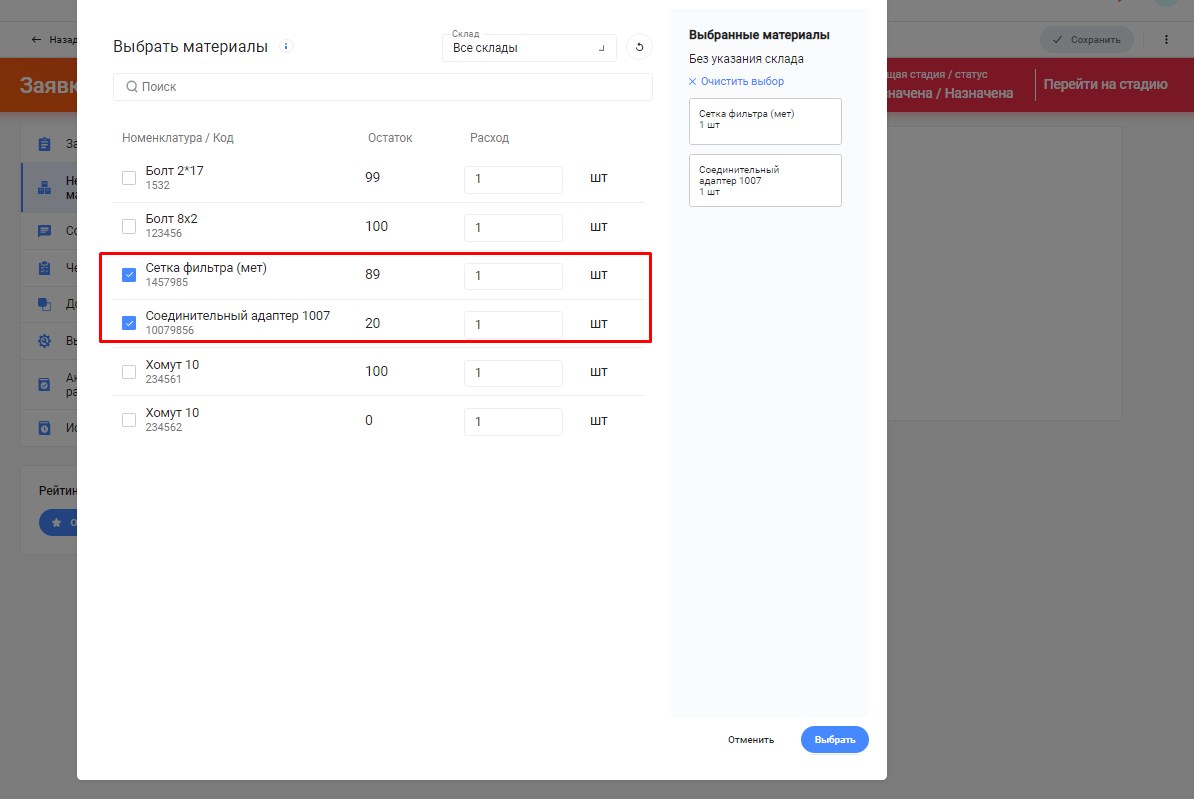 Назад
Сохранить
Выбрать материалы
Склад
Все склады
Поиск
Номенклатура / Код
Остаток
Расход
Болт 2*17
1532
99
1
шт
Болт 8х2
123456
100
1
шт
Сетка фильтра (мет)
1457985
89
1
шт
Соединительный адаптер 1007
10079856
20
1
шт
Хомут 10
234561
100
1
шт
Хомут 10
234562
0
1
шт
Выбранные материалы
Без указания склада
Очистить выбор
Сетка фильтра (мет)
1 шт
Соединительный
адаптер 1007
1 шт
Отменить
Выбрать
стадия / статус
/ Назначена
Перейти на стадию